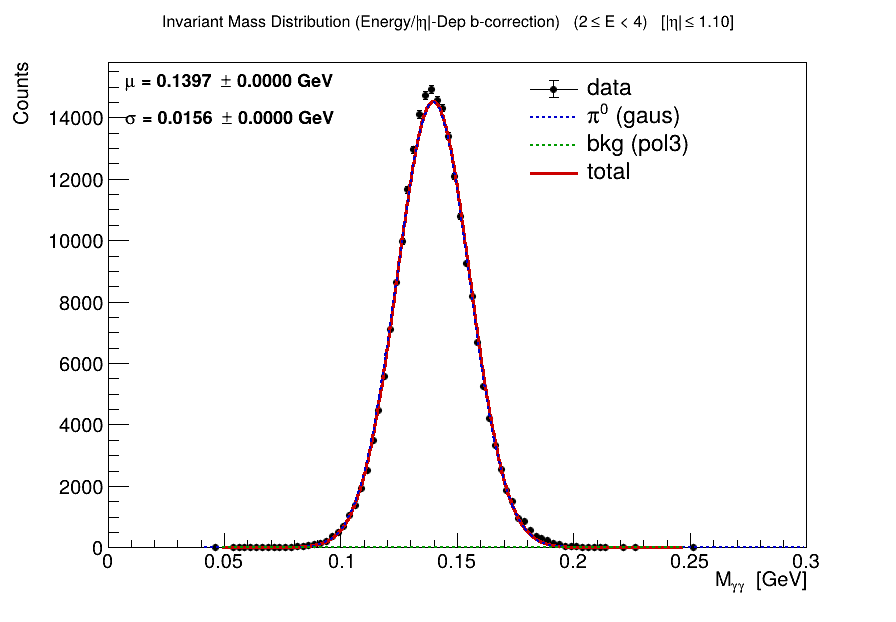 Invariant Mass Distribution (Energy/|η|-Dep b-correction)   (2 ≤ E < 4)   [|η| ≤ 1.10]
Counts
μ = 0.1397 ± 0.0000 GeV
σ = 0.0156 ± 0.0000 GeV
data
π⁰ (gaus)
bkg (pol3)
total
14000
12000
10000
8000
6000
4000
2000
0
0 0.05 0.1 0.15 0.2 0.25 0.3
Mγγ [GeV]